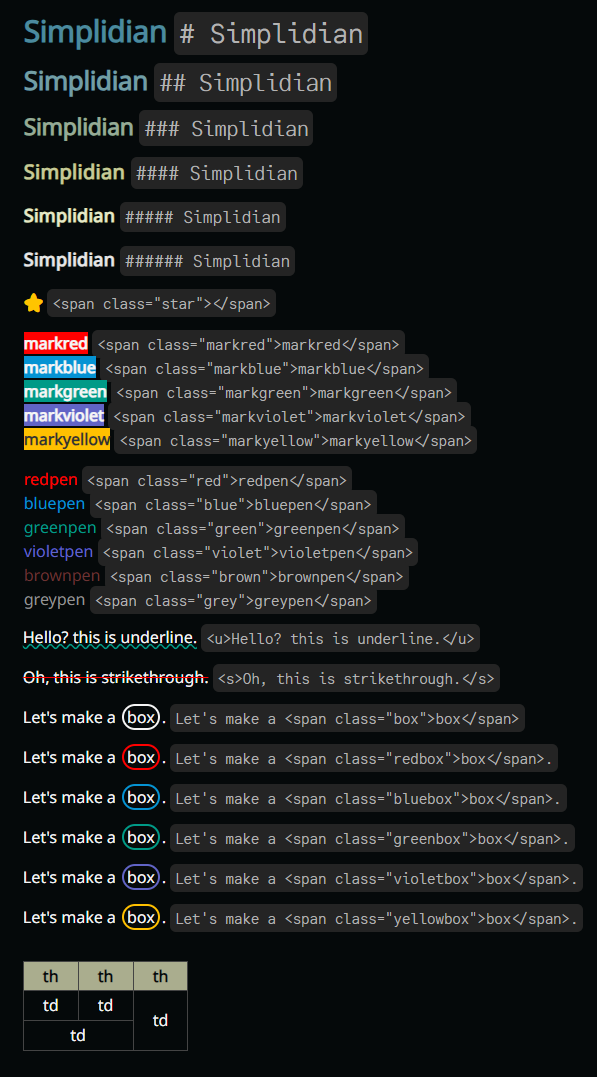 Simplidian # Simplidian
Simplidian ## Simplidian
Simplidian ### Simplidian
Simplidian #### Simplidian
Simplidian ##### Simplidian
Simplidian ###### Simplidian
<span class="star"></span>
markred <span class="markred">markred</span>
markblue <span class="markblue">markblue</span>
markgreen <span class="markgreen">markgreen</span>
markviolet <span class="markviolet">markviolet</span>
markyellow <span class="markyellow">markyellow</span>
redpen <span class="red">redpen</span>
bluepen <span class="blue">bluepen</span>
greenpen <span class="green">greenpen</span>
violetpen <span class="violet">violetpen</span>
brownpen <span class="brown">brownpen</span>
greypen <span class="grey">greypen</span>
Hello? this is underline. <u>Hello? this is underline.</u>
Oh, this is strikethrough. <s>Oh, this is strikethrough.</s>
Let's make a box. Let's make a <span class="box">box</span>
Let's make a box. Let's make a <span class="redbox">box</span>.
Let's make a box. Let's make a <span class="bluebox">box</span>.
Let's make a box. Let's make a <span class="greenbox">box</span>.
Let's make a box. Let's make a <span class="violetbox">box</span>.
Let's make a box. Let's make a <span class="yellowbox">box</span>.
th th th
td td
td
td